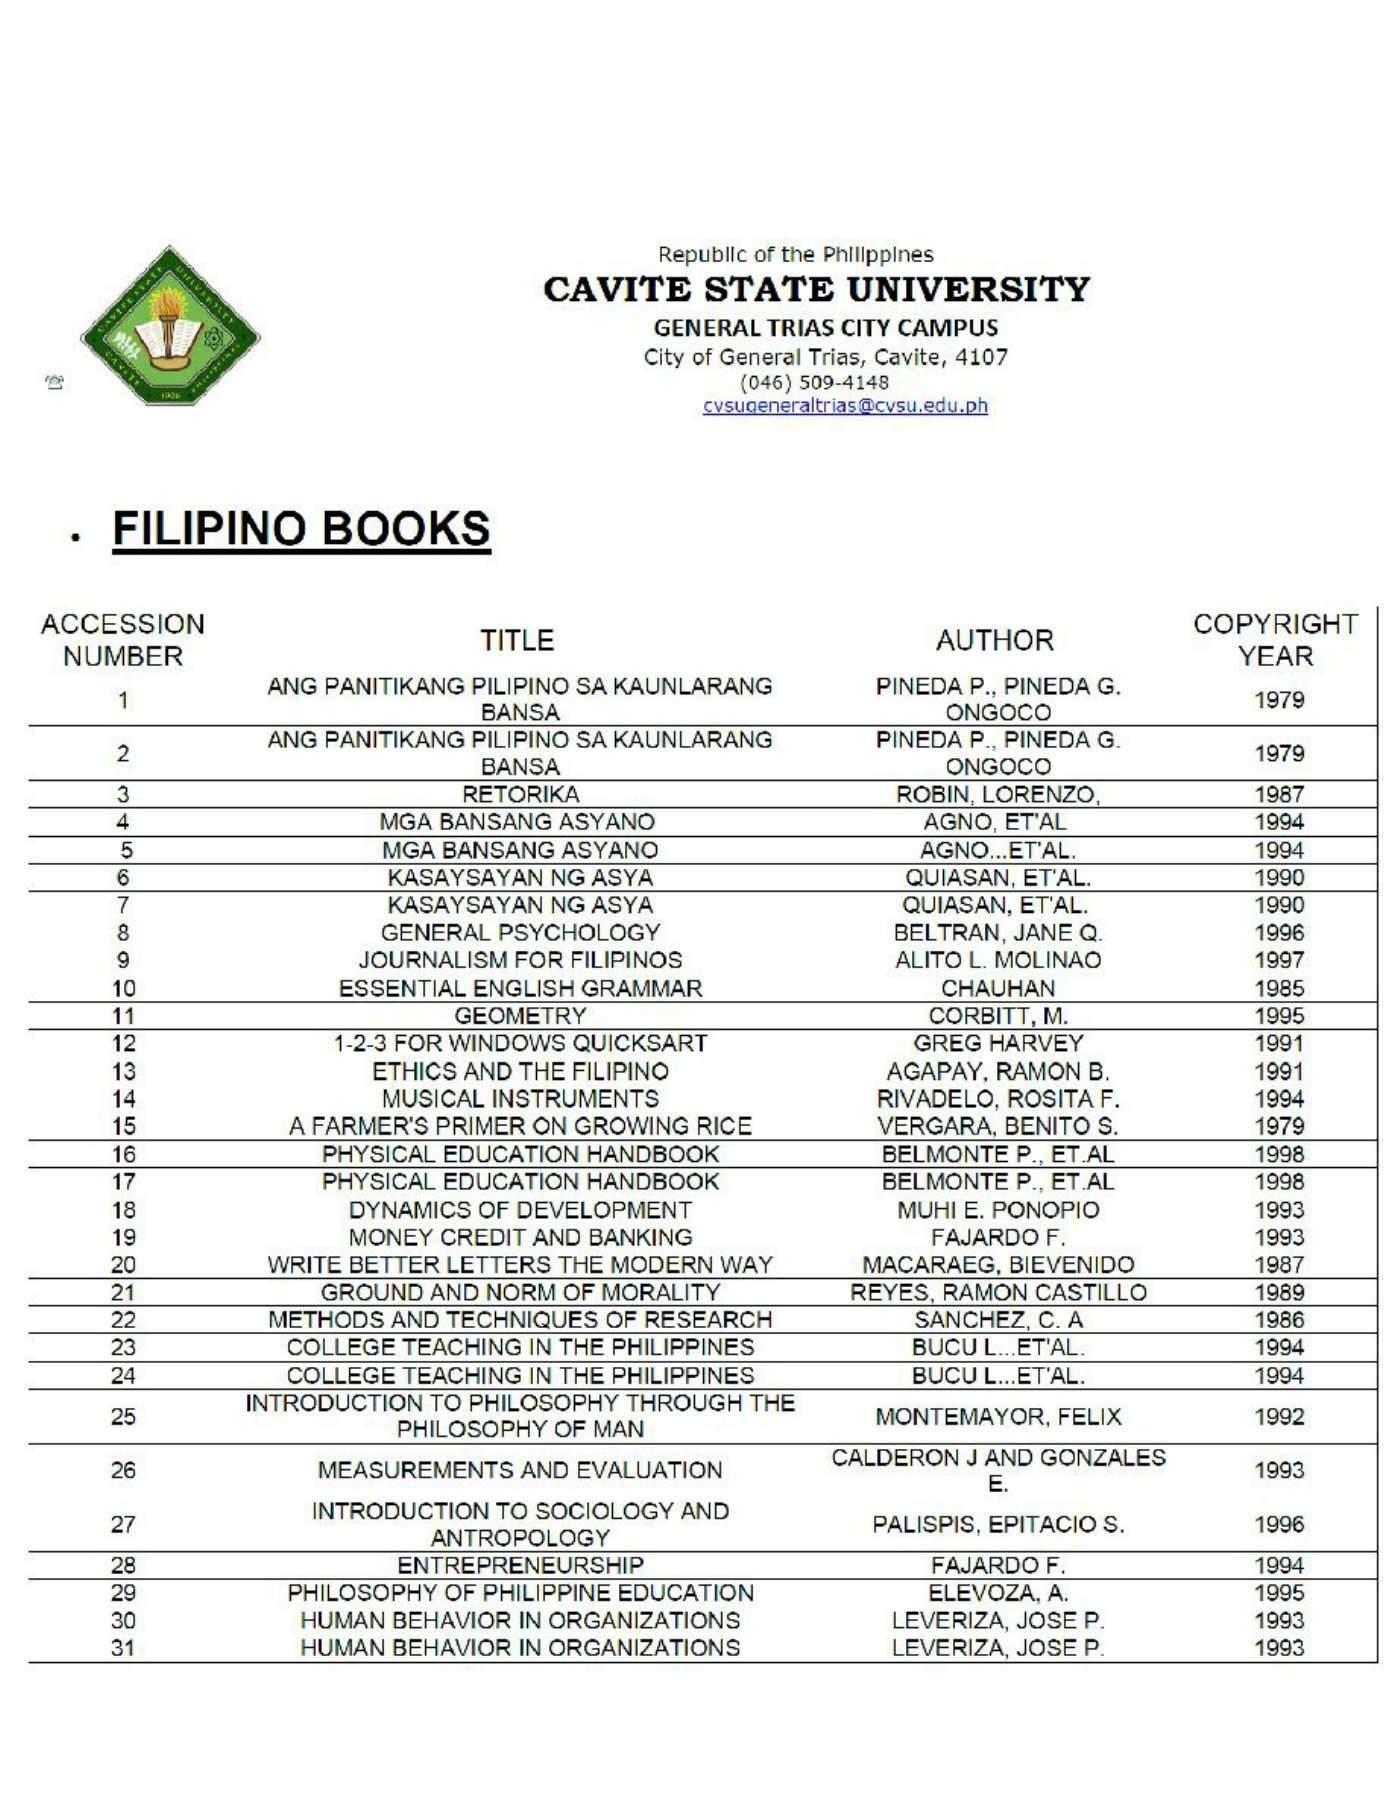 Republic of the Philippines
CAVITE STATE UNIVERSITY
GENERAL TRIAS CITY CAMPUS
City of General Trias, Cavite, 4107
(046) 509-4148
cvsugeneraltrias@cvsu.edu.ph
CAVITE STATE UNIVERSITY
CAVITE PHILIPPINES
1906
• FILIPINO BOOKS
ACCESSION NUMBER TITLE AUTHOR COPYRIGHT YEAR
1 ANG PANITIKANG PILIPINO SA KAUNLARANG BANSA PINEDA P., PINEDA G. ONGOCO 1979
2 ANG PANITIKANG PILIPINO SA KAUNLARANG BANSA PINEDA P., PINEDA G. ONGOCO 1979
3 RETORIKA ROBIN, LORENZO, 1987
4 MGA BANSANG ASYANO AGNO, ET'AL 1994
5 MGA BANSANG ASYANO AGNO...ET'AL. 1994
6 KASAYSAYAN NG ASYA QUIASAN, ET'AL. 1990
7 KASAYSAYAN NG ASYA QUIASAN, ET'AL. 1990
8 GENERAL PSYCHOLOGY BELTRAN, JANE Q. 1996
9 JOURNALISM FOR FILIPINOS ALITO L. MOLINAO 1997
10 ESSENTIAL ENGLISH GRAMMAR CHAUHAN 1985
11 GEOMETRY CORBITT, M. 1995
12 1-2-3 FOR WINDOWS QUICKSART GREG HARVEY 1991
13 ETHICS AND THE FILIPINO AGAPAY, RAMON B. 1991
14 MUSICAL INSTRUMENTS RIVADELO, ROSITA F. 1994
15 A FARMER'S PRIMER ON GROWING RICE VERGARA, BENITO S. 1979
16 PHYSICAL EDUCATION HANDBOOK BELMONTE P., ET.AL 1998
17 PHYSICAL EDUCATION HANDBOOK BELMONTE P., ET.AL 1998
18 DYNAMICS OF DEVELOPMENT MUHI E. PONOPIO 1993
19 MONEY CREDIT AND BANKING FAJARDO F. 1993
20 WRITE BETTER LETTERS THE MODERN WAY MACARAEG, BIEVENIDO 1987
21 GROUND AND NORM OF MORALITY REYES, RAMON CASTILLO 1989
22 METHODS AND TECHNIQUES OF RESEARCH SANCHEZ, C. A 1986
23 COLLEGE TEACHING IN THE PHILIPPINES BUCU L...ET'AL. 1994
24 COLLEGE TEACHING IN THE PHILIPPINES BUCU L...ET'AL. 1994
25 INTRODUCTION TO PHILOSOPHY THROUGH THE PHILOSOPHY OF MAN MONTEMAYOR, FELIX 1992
26 MEASUREMENTS AND EVALUATION CALDERON J AND GONZALES E. 1993
27 INTRODUCTION TO SOCIOLOGY AND ANTROPOLOGY PALISPIS, EPITACIO S. 1996
28 ENTREPRENEURSHIP FAJARDO F. 1994
29 PHILOSOPHY OF PHILIPPINE EDUCATION ELEVOZA, A. 1995
30 HUMAN BEHAVIOR IN ORGANIZATIONS LEVERIZA, JOSE P. 1993
31 HUMAN BEHAVIOR IN ORGANIZATIONS LEVERIZA, JOSE P. 1993